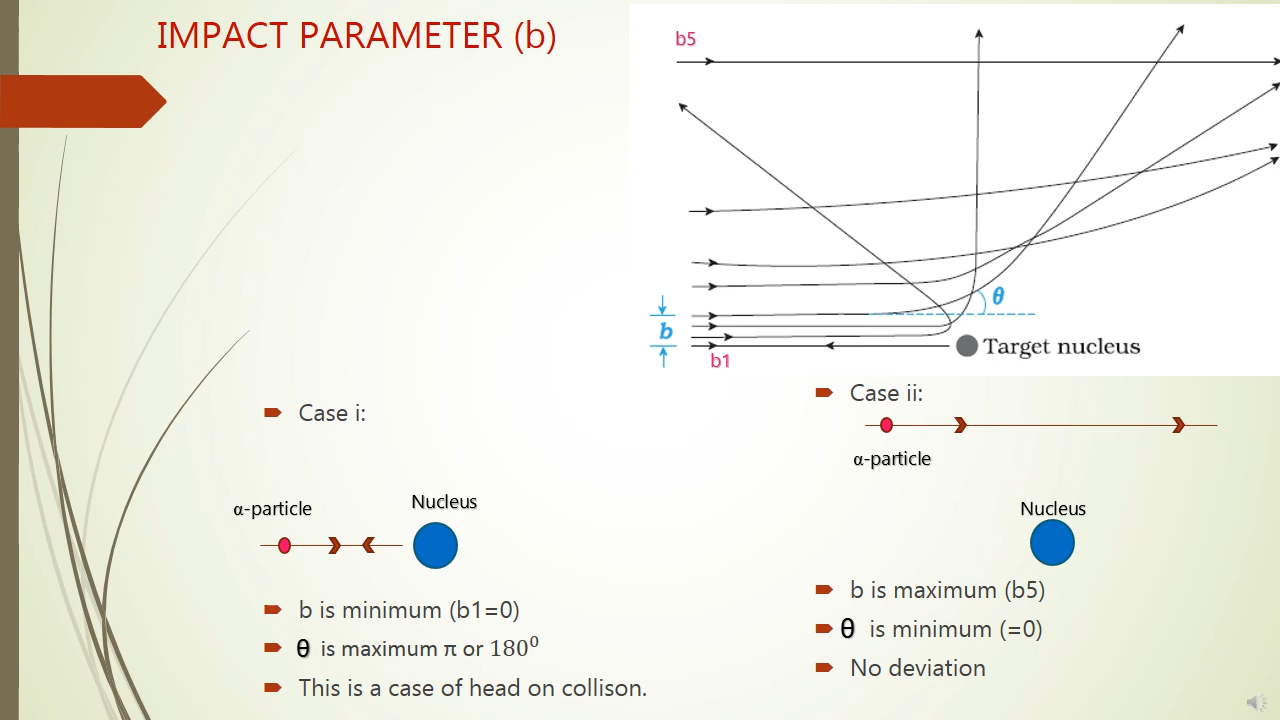 IMPACT PARAMETER (b)
b5
θ
b
b1
Target nucleus
Case i:
α-particle
Nucleus
b is minimum (b1=0)
θ is maximum π or 180⁰
This is a case of head on collison.
Case ii:
α-particle
Nucleus
b is maximum (b5)
θ is minimum (=0)
No deviation